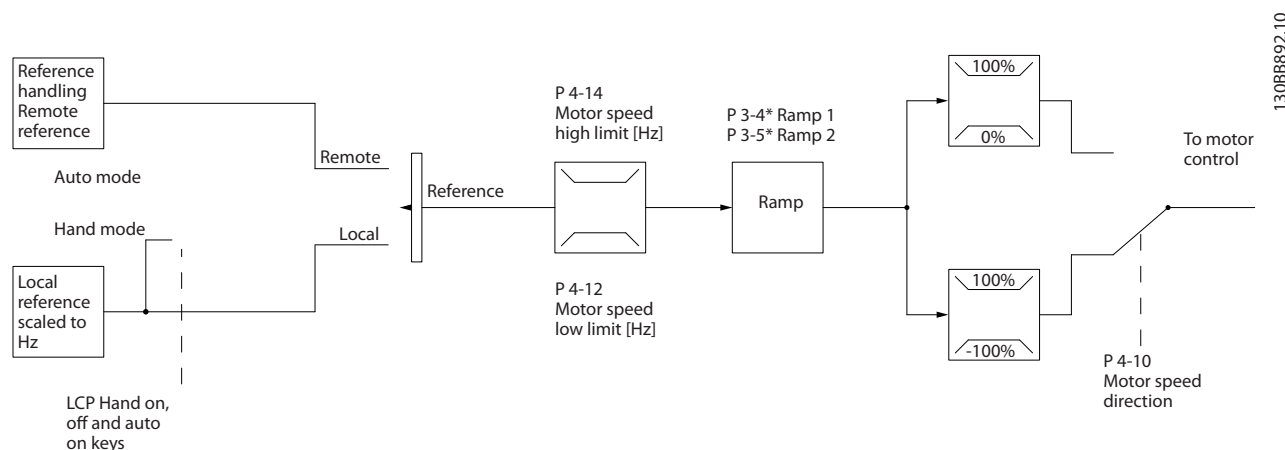 Reference
handling
Remote
reference
Auto mode
Hand mode
Local
reference
scaled to
Hz
LCP Hand on,
off and auto
on keys
Remote
Local
Reference
P 4-14
Motor speed
high limit [Hz]
P 4-12
Motor speed
low limit [Hz]
P 3-4* Ramp 1
P 3-5* Ramp 2
Ramp
100%
0%
100%
-100%
To motor
control
P 4-10
Motor speed
direction
130BB892.10